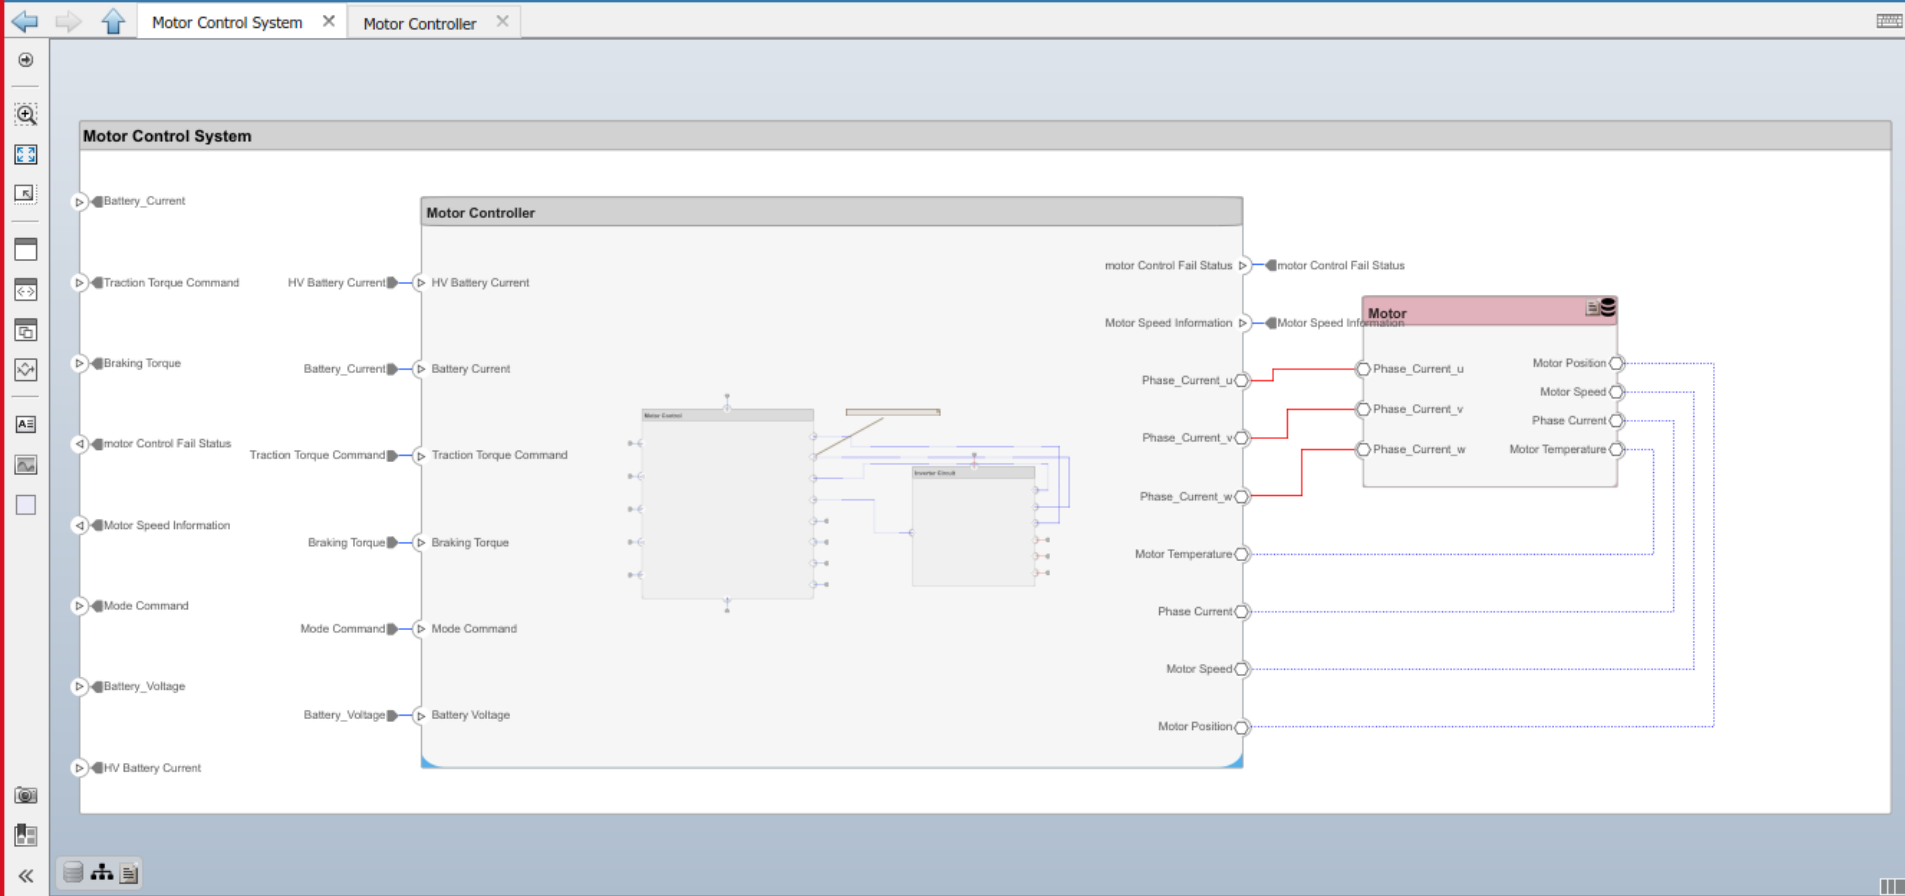 Motor Control System
Motor Controller
Motor Control System
Battery_Current
Traction Torque Command
Braking Torque
motor Control Fail Status
Motor Speed Information
Mode Command
Battery_Voltage
HV Battery Current
HV Battery Current
Battery_Current
Traction Torque Command
Braking Torque
Mode Command
Battery_Voltage
Motor Controller
HV Battery Current
Battery Current
Traction Torque Command
Braking Torque
Mode Command
Battery Voltage
Motor Control
Inverter Circuit
motor Control Fail Status
Motor Speed Information
Phase_Current_u
Phase_Current_v
Phase_Current_w
Motor Temperature
Phase Current
Motor Speed
Motor Position
motor Control Fail Status
Motor Speed Information
Motor
Phase_Current_u
Phase_Current_v
Phase_Current_w
Motor Position
Motor Speed
Phase Current
Motor Temperature